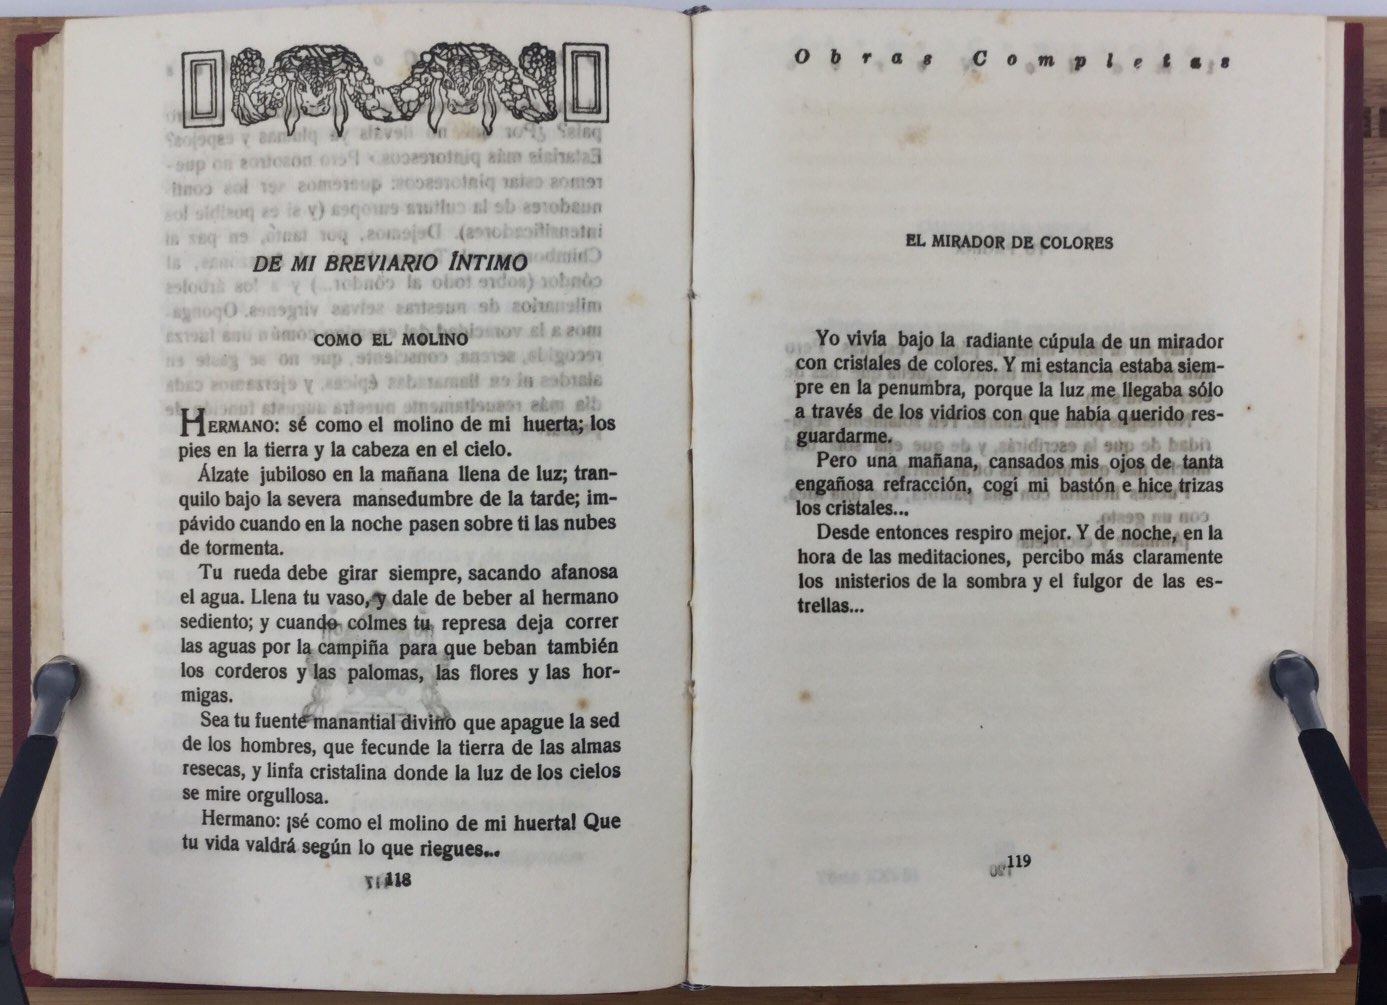 DE MI BREVIARIO ÍNTIMO
COMO EL MOLINO
HERMANO: sé como el molino de mi huerta; los
pies en la tierra y la cabeza en el cielo.
Álzate jubiloso en la mañana llena de luz; tran-
quilo bajo la severa mansedumbre de la tarde; im-
pávido cuando en la noche pasen sobre ti las nubes
de tormenta.
Tu rueda debe girar siempre, sacando afanosa
el agua. Llena tu vaso, y dale de beber al hermano
sediento; y cuando colmes tu represa deja correr
las aguas por la campiña para que beban también
los corderos y las palomas, las flores y las hor-
migas.
Sea tu fuente manantial divino que apague la sed
de los hombres, que fecunde la tierra de las almas
resecas, y linfa cristalina donde la luz de los cielos
se mire orgullosa.
Hermano: ¡sé como el molino de mi huerta! Que
tu vida valdrá según lo que riegues...
118
Obras Completas
EL MIRADOR DE COLORES
Yo vivía bajo la radiante cúpula de un mirador
con cristales de colores. Y mi estancia estaba siem-
pre en la penumbra, porque la luz me llegaba sólo
a través de los vidrios con que había querido res-
guardarme.
Pero una mañana, cansados mis ojos de tanta
engañosa refracción, cogí mi bastón e hice trizas
los cristales...
Desde entonces respiro mejor. Y de noche, en la
hora de las meditaciones, percibo más claramente
los misterios de la sombra y el fulgor de las es-
trellas...
119